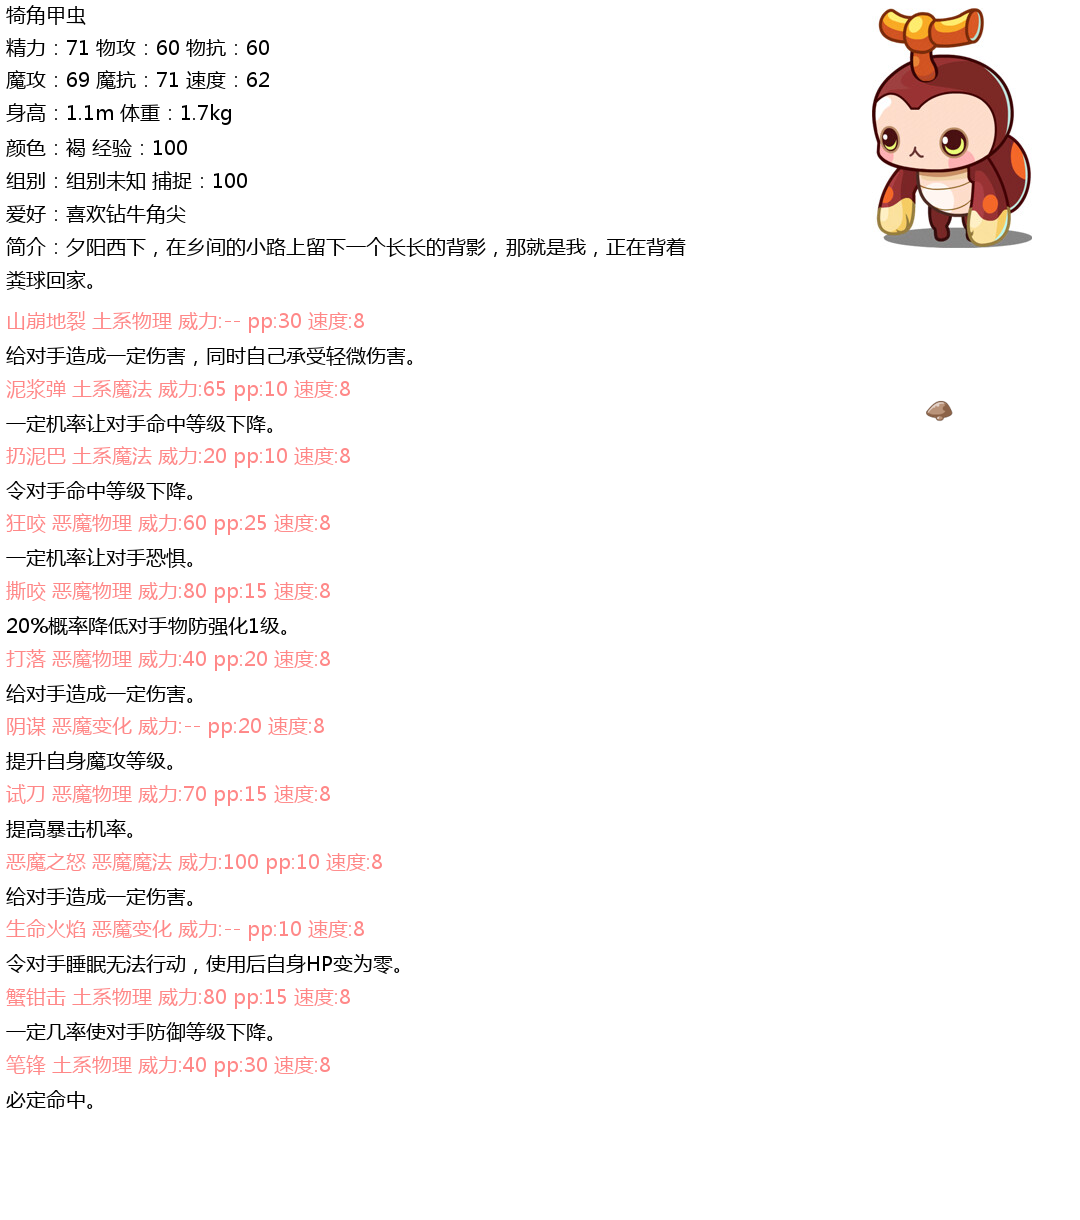 犄角甲虫
精力：71 物攻：60 物抗：60
魔攻：69 魔抗：71 速度：62
身高：1.1m 体重：1.7kg
颜色：褐 经验：100
组别：组别未知 捕捉：100
爱好：喜欢钻牛角尖
简介：夕阳西下，在乡间的小路上留下一个长长的背影，那就是我，正在背着
粪球回家。
山崩地裂 土系物理 威力:-- pp:30 速度:8
给对手造成一定伤害，同时自己承受轻微伤害。
泥浆弹 土系魔法 威力:65 pp:10 速度:8
一定机率让对手命中等级下降。
扔泥巴 土系魔法 威力:20 pp:10 速度:8
令对手命中等级下降。
狂咬 恶魔物理 威力:60 pp:25 速度:8
一定机率让对手恐惧。
撕咬 恶魔物理 威力:80 pp:15 速度:8
20%概率降低对手物防强化1级。
打落 恶魔物理 威力:40 pp:20 速度:8
给对手造成一定伤害。
阴谋 恶魔变化 威力:-- pp:20 速度:8
提升自身魔攻等级。
试刀 恶魔物理 威力:70 pp:15 速度:8
提高暴击机率。
恶魔之怒 恶魔魔法 威力:100 pp:10 速度:8
给对手造成一定伤害。
生命火焰 恶魔变化 威力:-- pp:10 速度:8
令对手睡眠无法行动，使用后自身HP变为零。
蟹钳击 土系物理 威力:80 pp:15 速度:8
一定几率使对手防御等级下降。
笔锋 土系物理 威力:40 pp:30 速度:8
必定命中。